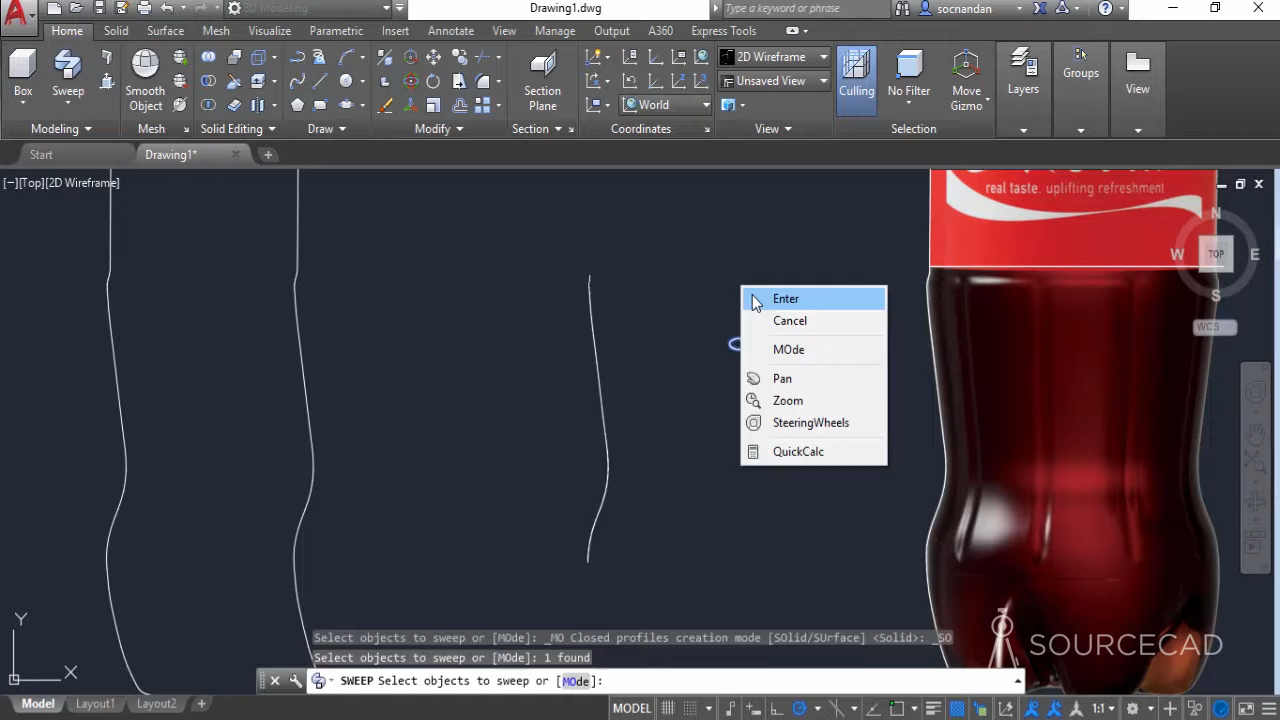 3D Modeling
Drawing1.dwg
Type a keyword or phrase
socnandan
Home Solid Surface Mesh Visualize Parametric Insert Annotate View Manage Output A360 Express Tools
Box
Sweep
Smooth
Object
Section
Plane
World
2D Wireframe
Unsaved View
Culling
No Filter
Move
Gizmo
Layers
Groups
View
Modeling
Mesh
Solid Editing
Draw
Modify
Section
Coordinates
View
Selection
Start
Drawing1*
[−][Top][2D Wireframe]
real taste. uplifting refreshment
N
W TOP E
S
WCS
Enter
Cancel
MOde
Pan
Zoom
SteeringWheels
QuickCalc
Y
X
Select objects to sweep or [MOde]: _MO Closed profiles creation mode [SOlid/SUrface] <Solid>: _SO
Select objects to sweep or [MOde]: 1 found
SWEEP Select objects to sweep or [MOde]:
SOURCECAD
Model Layout1 Layout2
MODEL
1:1